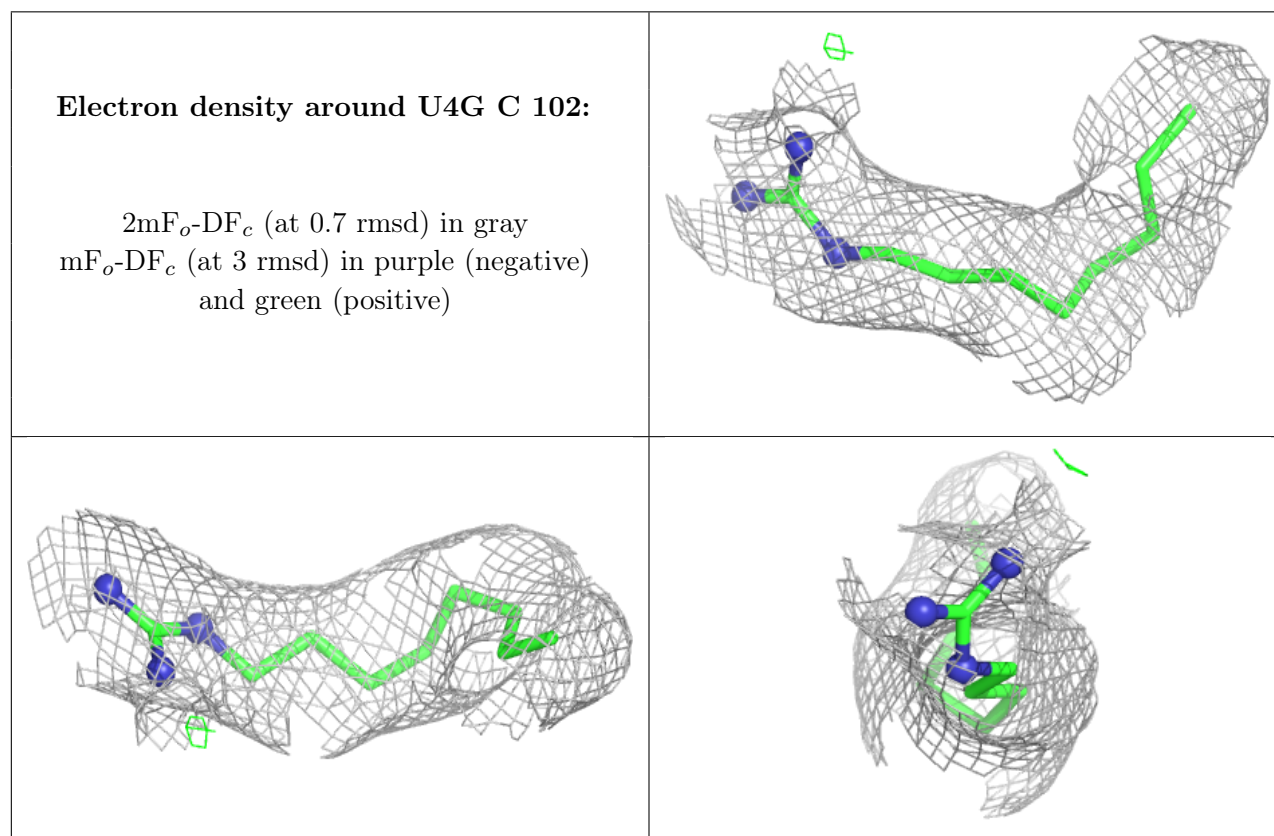 Electron density around U4G C 102:
2mFo-DFc (at 0.7 rmsd) in gray
mFo-DFc (at 3 rmsd) in purple (negative)
and green (positive)